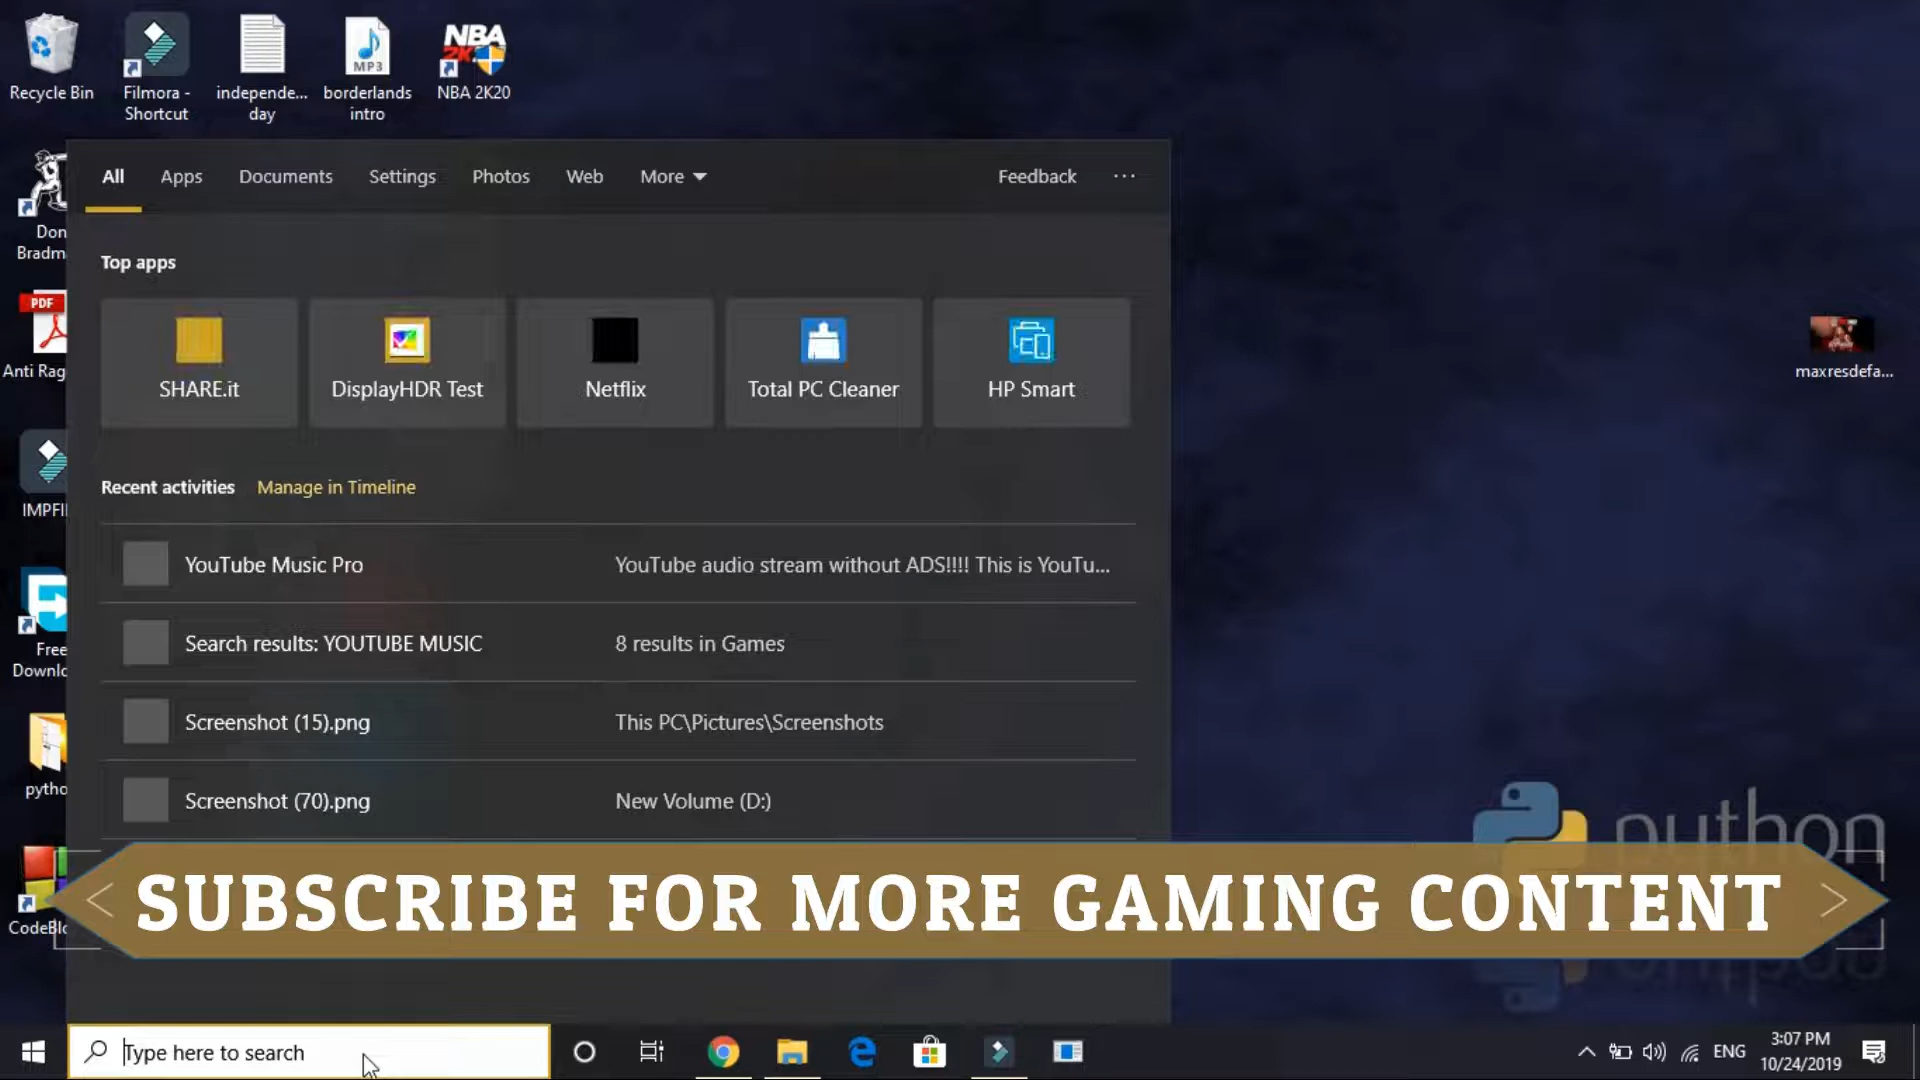 Recycle Bin
Filmora -
Shortcut
independe...
day
MP3
borderlands
intro
NBA
2K20
NBA 2K20
All
Apps
Documents
Settings
Photos
Web
More
Feedback
...
Don
Bradm
PDF
Anti Rag
IMPFI
Free
Downlo
pytho
CodeBlo
Top apps
SHARE.it
DisplayHDR Test
Netflix
Total PC Cleaner
HP Smart
maxresdefa...
Recent activities Manage in Timeline
YouTube Music Pro
YouTube audio stream without ADS!!!! This is YouTu...
Search results: YOUTUBE MUSIC
8 results in Games
Screenshot (15).png
This PC\Pictures\Screenshots
Screenshot (70).png
New Volume (D:)
python
SUBSCRIBE FOR MORE GAMING CONTENT
Type here to search
ENG
3:07 PM
10/24/2019